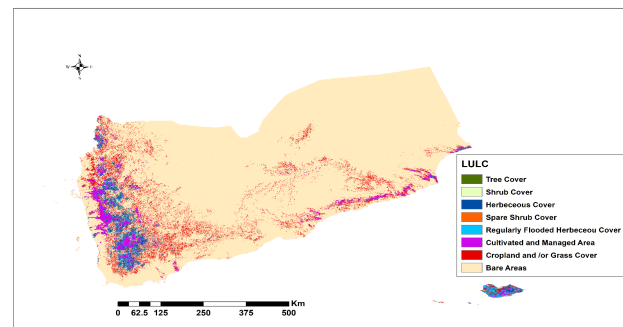 N
W E
S
LULC
Tree Cover
Shrub Cover
Herbeceous Cover
Spare Shrub Cover
Regularly Flooded Herbeceou Cover
Cultivated and Managed Area
Cropland and /or Grass Cover
Bare Areas
Km
0 62.5 125 250 375 500